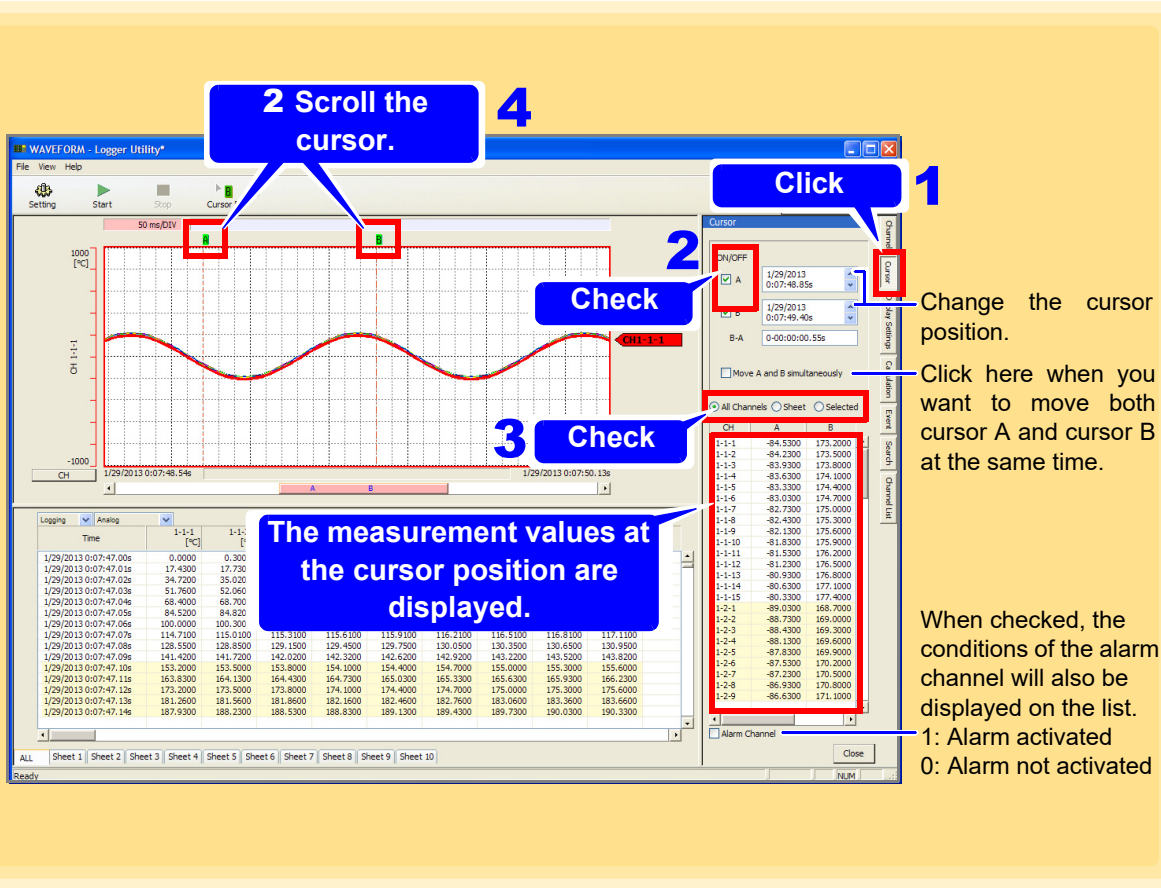 2 Scroll the
cursor.
4
WAVEFORM - Logger Utility*
File View Help
Setting Start Stop Cursor
Click
1
50 ms/DIV
A B
1000
[°C]
CH 1-1-1
-1000
CH1-1-1
CH
1/29/2013 0:07:48.54s 1/29/2013 0:07:50.13s
A B
Cursor
2
ON/OFF
A
1/29/2013
0:07:48.85s
Check
B
1/29/2013
0:07:49.40s
B-A 0-00:00:00.55s
Move A and B simultaneously
All Channels Sheet Selected
3
Check
CH A B
1-1-1 -84.5300 173.2000
1-1-2 -84.2300 173.5000
1-1-3 -83.9300 173.8000
1-1-4 -83.6300 174.1000
1-1-5 -83.3300 174.4000
1-1-6 -83.0300 174.7000
1-1-7 -82.7300 175.0000
1-1-8 -82.4300 175.3000
1-1-9 -82.1300 175.6000
1-1-10 -81.8300 175.9000
1-1-11 -81.5300 176.2000
1-1-12 -81.2300 176.5000
1-1-13 -80.9300 176.8000
1-1-14 -80.6300 177.1000
1-1-15 -80.3300 177.4000
1-2-1 -89.0300 168.7000
1-2-2 -88.7300 169.0000
1-2-3 -88.4300 169.3000
1-2-4 -88.1300 169.6000
1-2-5 -87.8300 169.9000
1-2-6 -87.5300 170.2000
1-2-7 -87.2300 170.5000
1-2-8 -86.9300 170.8000
1-2-9 -86.6300 171.1000
Alarm Channel
Close
Cursor
Event
Search
Channel List
Change the cursor
position.
Click here when you
want to move both
cursor A and cursor B
at the same time.
When checked, the
conditions of the alarm
channel will also be
displayed on the list.
1: Alarm activated
0: Alarm not activated
The measurement values at
the cursor position are
displayed.
Logging Analog
Time 1-1-1
[°C]
1/29/2013 0:07:47.00s 0.0000 0.300
1/29/2013 0:07:47.01s 17.4300 17.730
1/29/2013 0:07:47.02s 34.7200 35.020
1/29/2013 0:07:47.03s 51.7600 52.060
1/29/2013 0:07:47.04s 68.4000 68.700
1/29/2013 0:07:47.05s 84.5200 84.820
1/29/2013 0:07:47.06s 100.0000 100.300
1/29/2013 0:07:47.07s 114.7100 115.0100 115.3100 115.6100 115.9100 116.2100 116.5100 116.8100 117.1100
1/29/2013 0:07:47.08s 128.5500 128.8500 129.1500 129.4500 129.7500 130.0500 130.3500 130.6500 130.9500
1/29/2013 0:07:47.09s 141.4200 141.7200 142.0200 142.3200 142.6200 142.9200 143.2200 143.5200 143.8200
1/29/2013 0:07:47.10s 153.2000 153.5000 153.8000 154.1000 154.4000 154.7000 155.0000 155.3000 155.6000
1/29/2013 0:07:47.11s 163.8300 164.1300 164.4300 164.7300 165.0300 165.3300 165.6300 165.9300 166.2300
1/29/2013 0:07:47.12s 173.2000 173.5000 173.8000 174.1000 174.4000 174.7000 175.0000 175.3000 175.6000
1/29/2013 0:07:47.13s 181.2600 181.5600 181.8600 182.1600 182.4600 182.7600 183.0600 183.3600 183.6600
1/29/2013 0:07:47.14s 187.9300 188.2300 188.5300 188.8300 189.1300 189.4300 189.7300 190.0300 190.3300
ALL Sheet 1 Sheet 2 Sheet 3 Sheet 4 Sheet 5 Sheet 6 Sheet 7 Sheet 8 Sheet 9 Sheet 10
Ready NUM